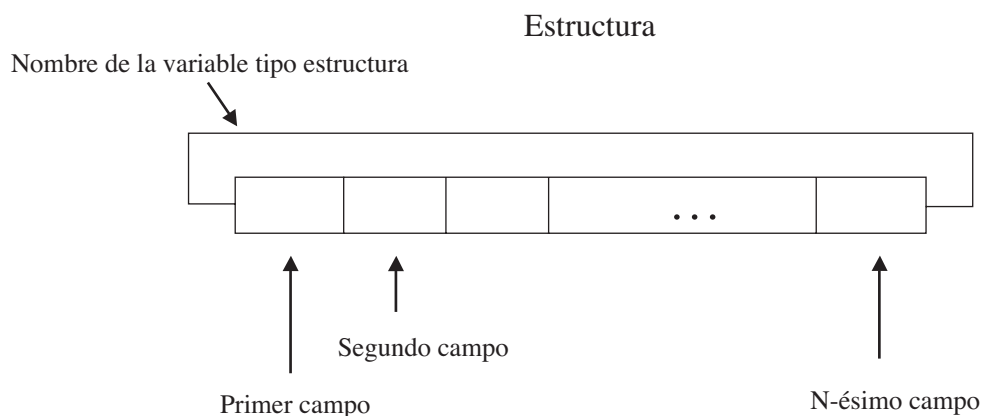 Estructura
Nombre de la variable tipo estructura
...
Segundo campo
Primer campo
N-ésimo campo